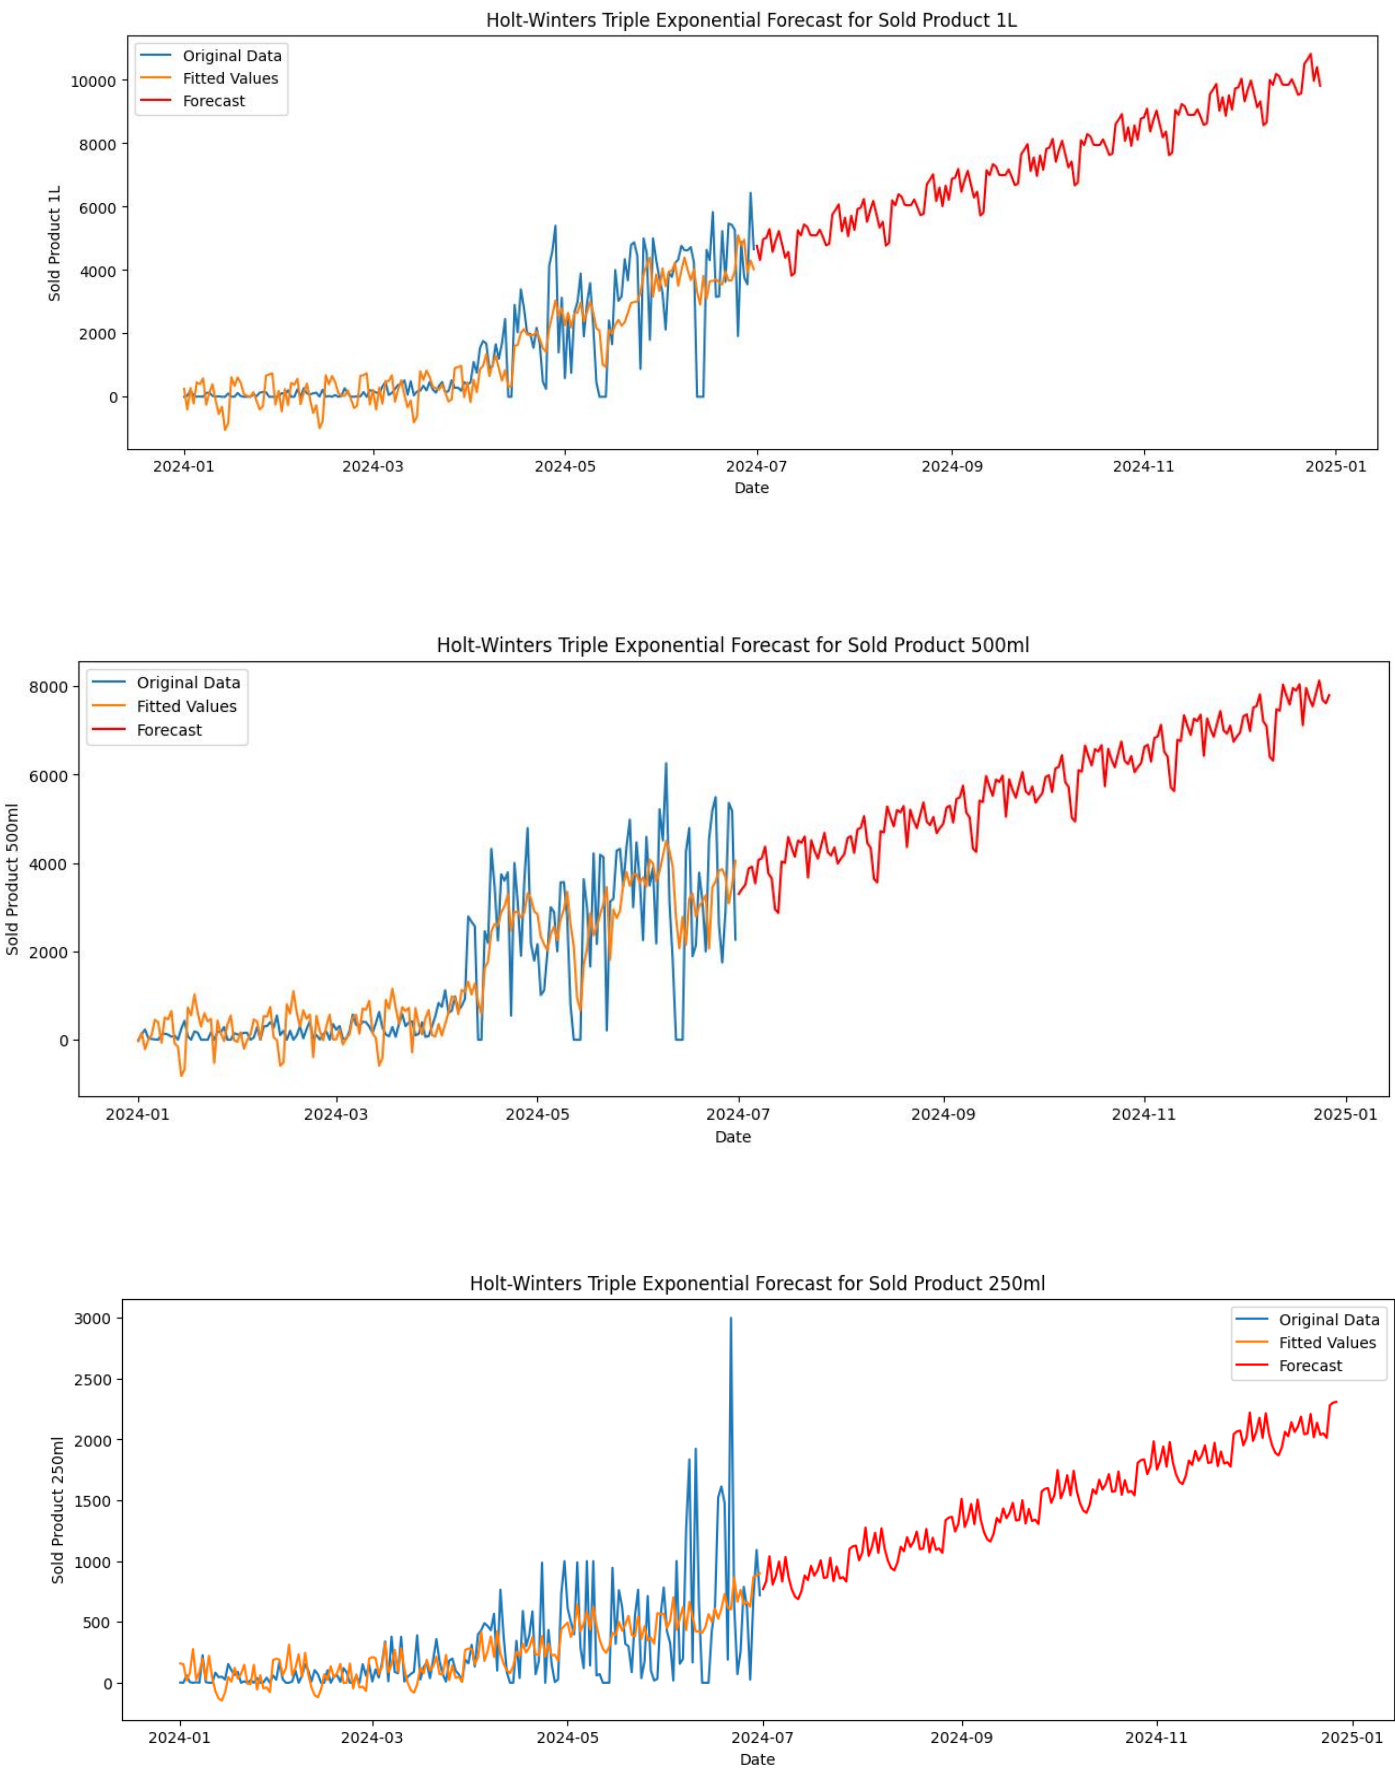 Holt-Winters Triple Exponential Forecast for Sold Product 1L
Original Data
Fitted Values
Forecast
Sold Product 1L
10000
8000
6000
4000
2000
0
2024-01 2024-03 2024-05 2024-07 2024-09 2024-11 2025-01
Date
Holt-Winters Triple Exponential Forecast for Sold Product 500ml
Original Data
Fitted Values
Forecast
Sold Product 500ml
8000
6000
4000
2000
0
2024-01 2024-03 2024-05 2024-07 2024-09 2024-11 2025-01
Date
Holt-Winters Triple Exponential Forecast for Sold Product 250ml
Original Data
Fitted Values
Forecast
Sold Product 250ml
3000
2500
2000
1500
1000
500
0
2024-01 2024-03 2024-05 2024-07 2024-09 2024-11 2025-01
Date